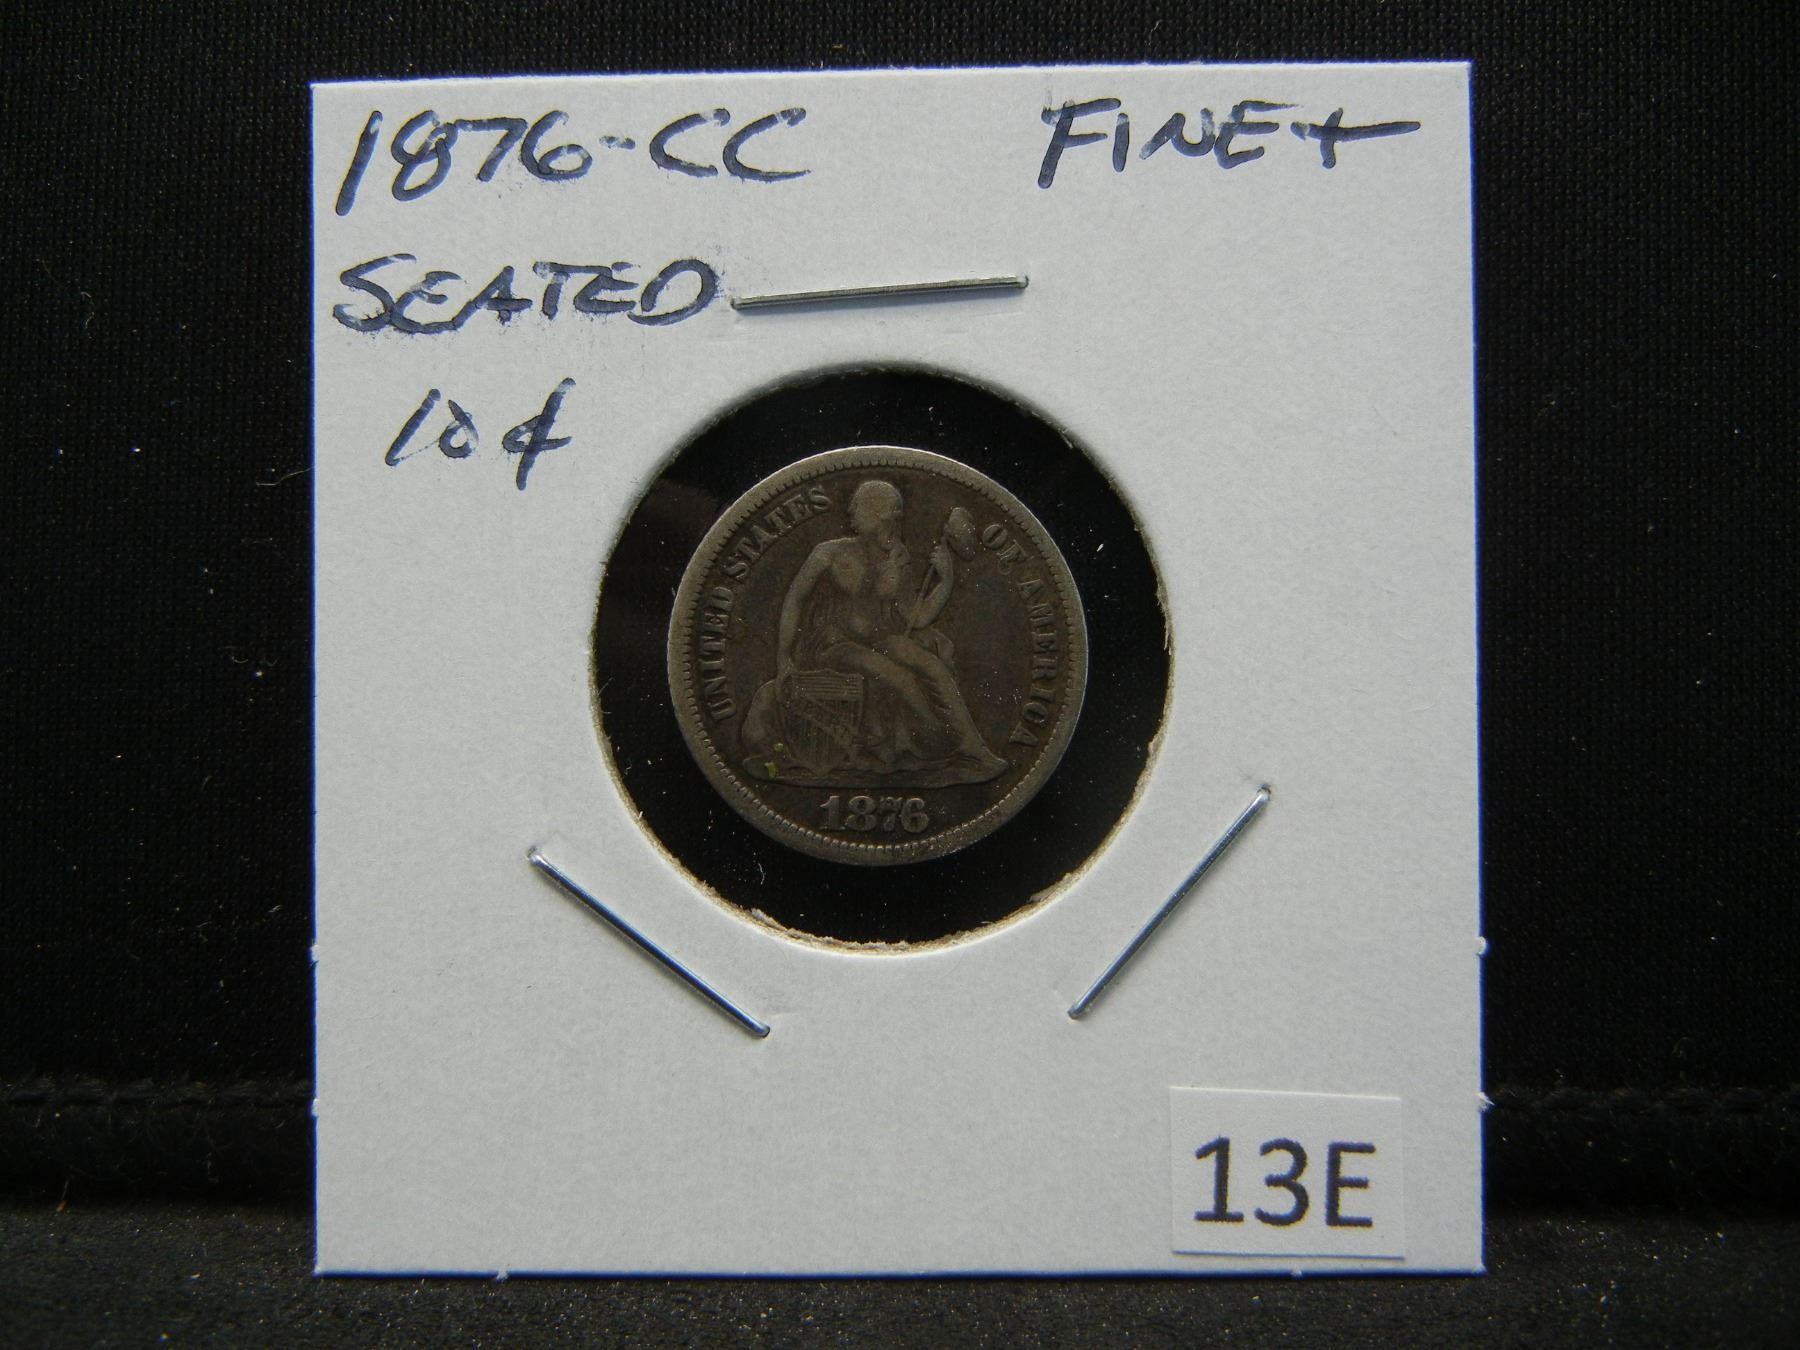 1876-CC FINE+
SEATED
10¢
UNITED STATES OF AMERICA
1876
13E